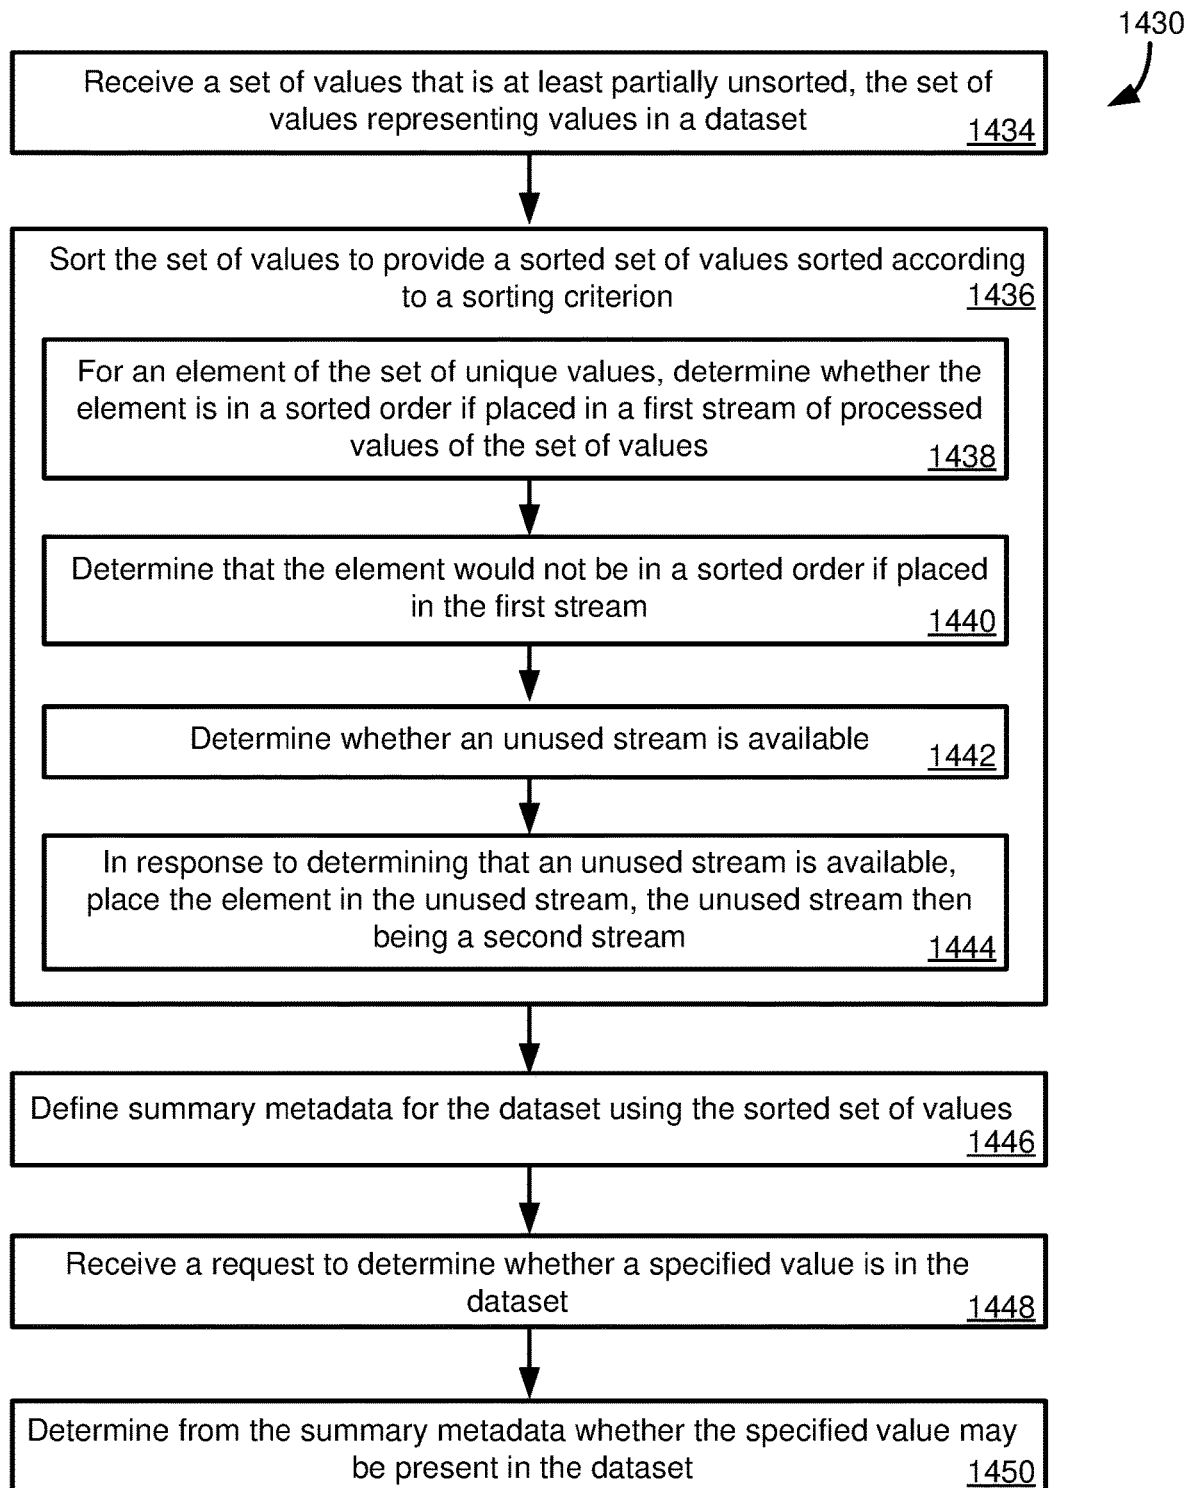 1430
Receive a set of values that is at least partially unsorted, the set of
values representing values in a dataset
1434
Sort the set of values to provide a sorted set of values sorted according
to a sorting criterion
1436
For an element of the set of unique values, determine whether the
element is in a sorted order if placed in a first stream of processed
values of the set of values
1438
Determine that the element would not be in a sorted order if placed
in the first stream
1440
Determine whether an unused stream is available
1442
In response to determining that an unused stream is available,
place the element in the unused stream, the unused stream then
being a second stream
1444
Define summary metadata for the dataset using the sorted set of values
1446
Receive a request to determine whether a specified value is in the
dataset
1448
Determine from the summary metadata whether the specified value may
be present in the dataset
1450